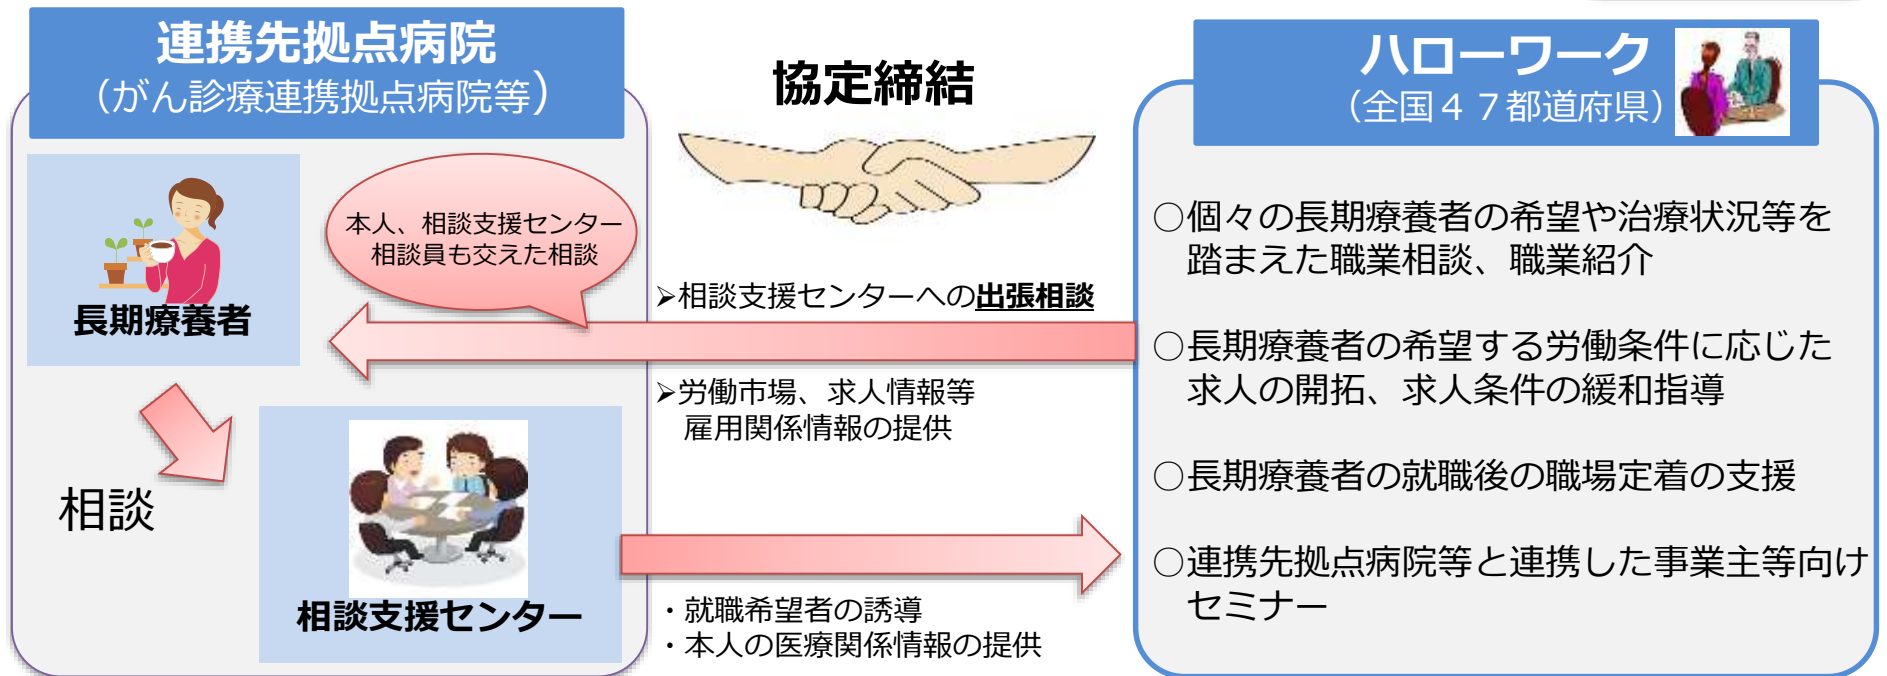 連携先拠点病院
（がん診療連携拠点病院等）
長期療養者
相談
相談支援センター
本人、相談支援センター
相談員も交えた相談
協定締結
➢相談支援センターへの出張相談
➢労働市場、求人情報等
雇用関係情報の提供
・就職希望者の誘導
・本人の医療関係情報の提供
ハローワーク
（全国４７都道府県）
○個々の長期療養者の希望や治療状況等を
踏まえた職業相談、職業紹介
○長期療養者の希望する労働条件に応じた
求人の開拓、求人条件の緩和指導
○長期療養者の就職後の職場定着の支援
○連携先拠点病院等と連携した事業主等向け
セミナー